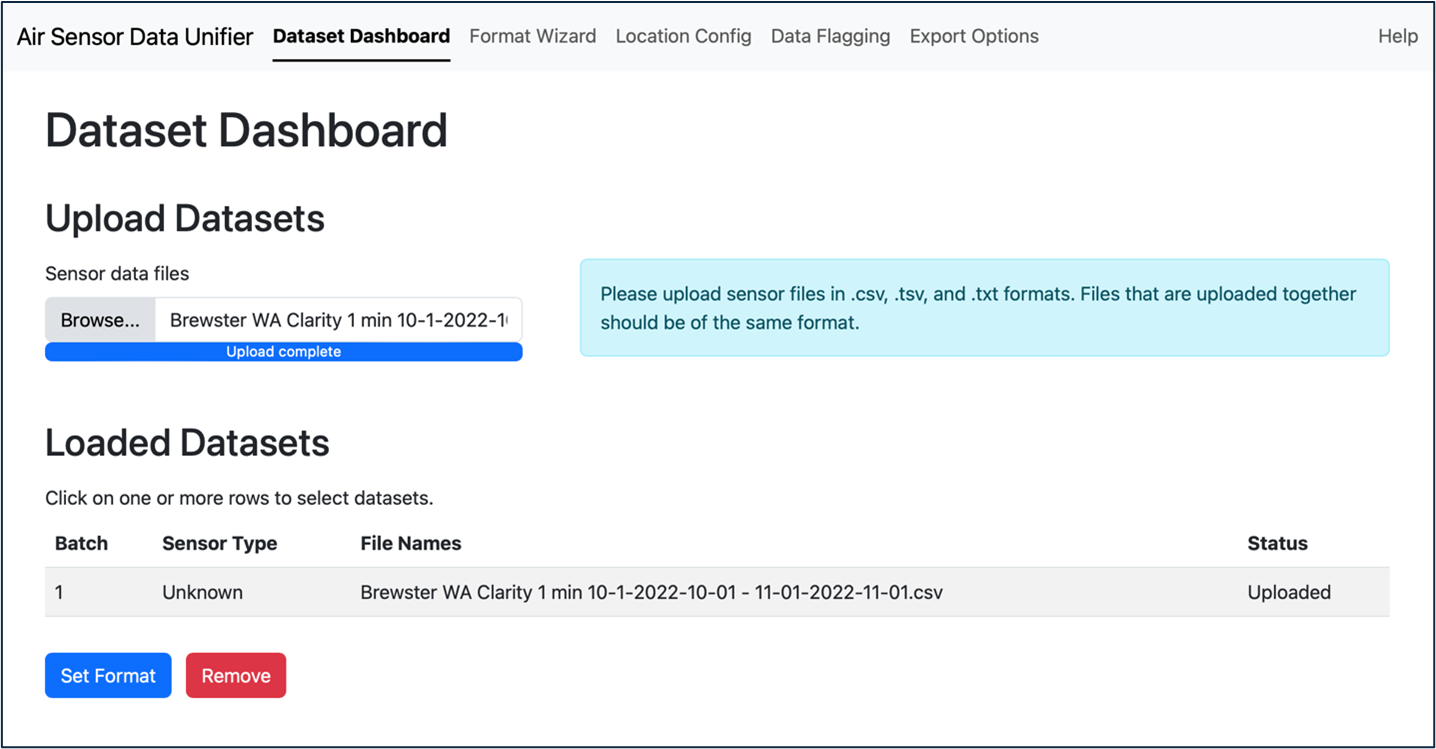 Air Sensor Data Unifier Dataset Dashboard Format Wizard Location Config Data Flagging Export Options Help
Dataset Dashboard
Upload Datasets
Sensor data files
Browse... Brewster WA Clarity 1 min 10-1-2022-1
Upload complete
Please upload sensor files in .csv, .tsv, and .txt formats. Files that are uploaded together
should be of the same format.
Loaded Datasets
Click on one or more rows to select datasets.
Batch Sensor Type File Names Status
1 Unknown Brewster WA Clarity 1 min 10-1-2022-10-01 - 11-01-2022-11-01.csv Uploaded
Set Format Remove